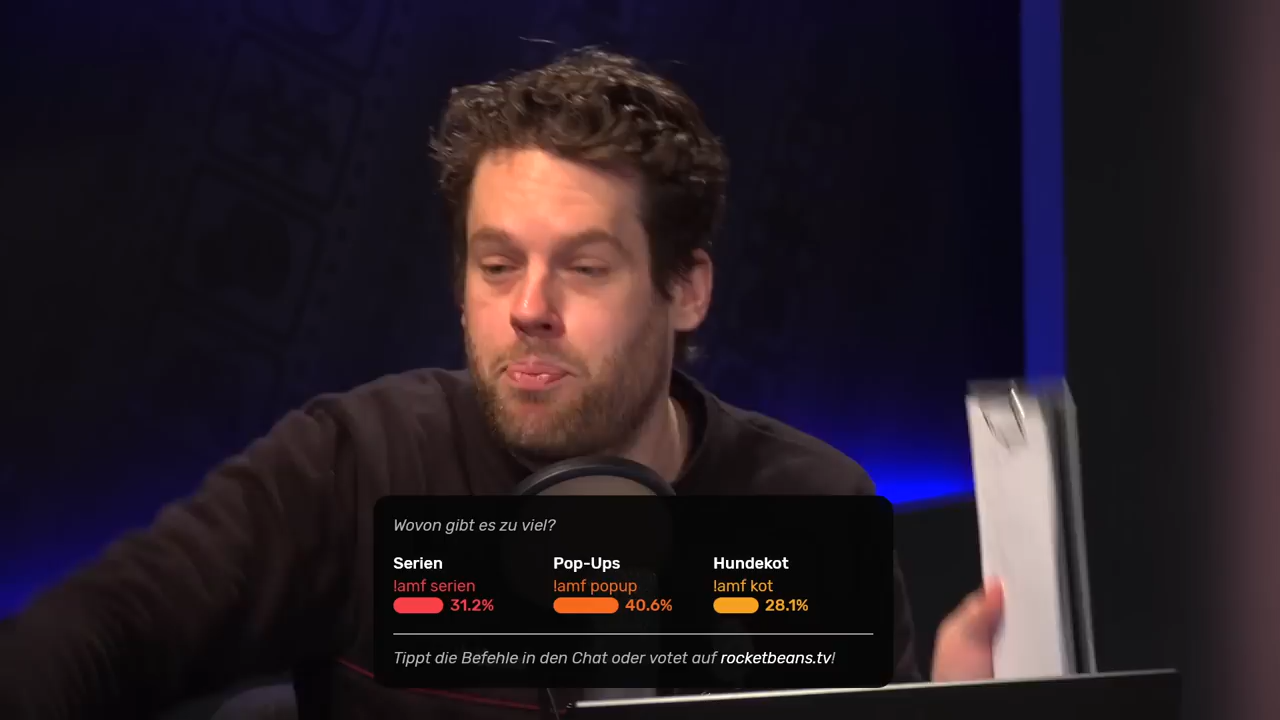 Wovon gibt es zu viel?
Serien Pop-Ups Hundekot
!amf serien !amf popup !amf kot
31.2% 40.6% 28.1%
Tippt die Befehle in den Chat oder votet auf rocketbeans.tv!